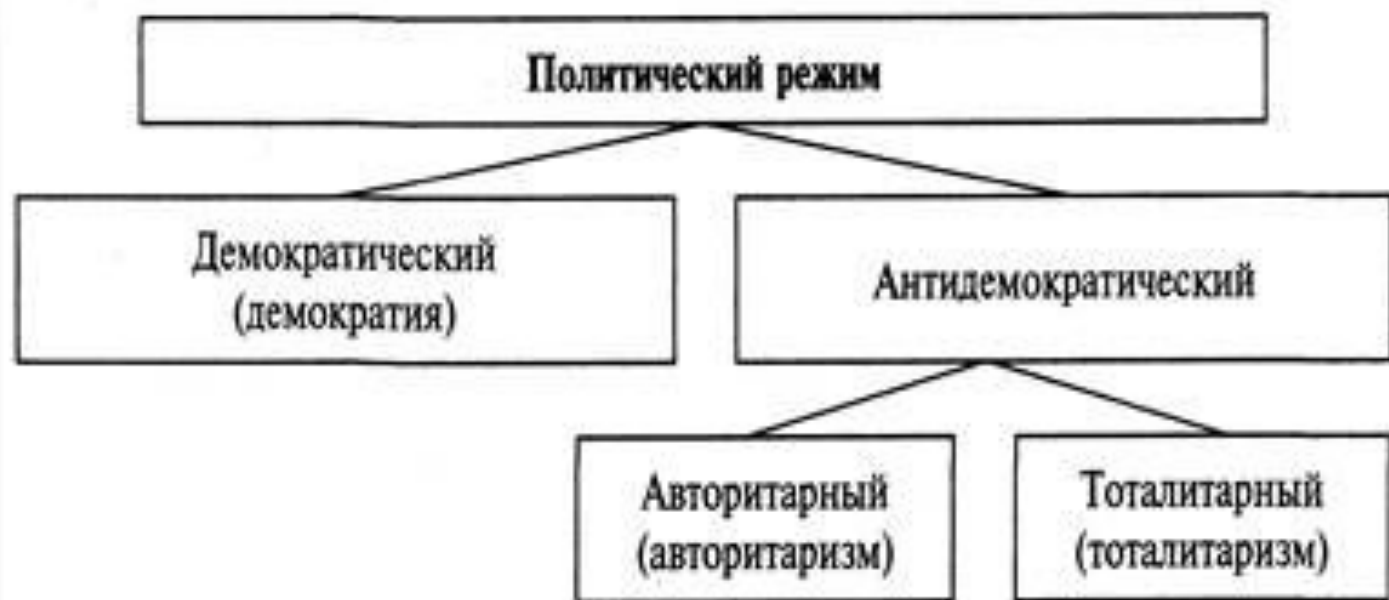 Политический режим
Демократический
(демократия)
Антидемократический
Авторитарный
(авторитаризм)
Тоталитарный
(тоталитаризм)